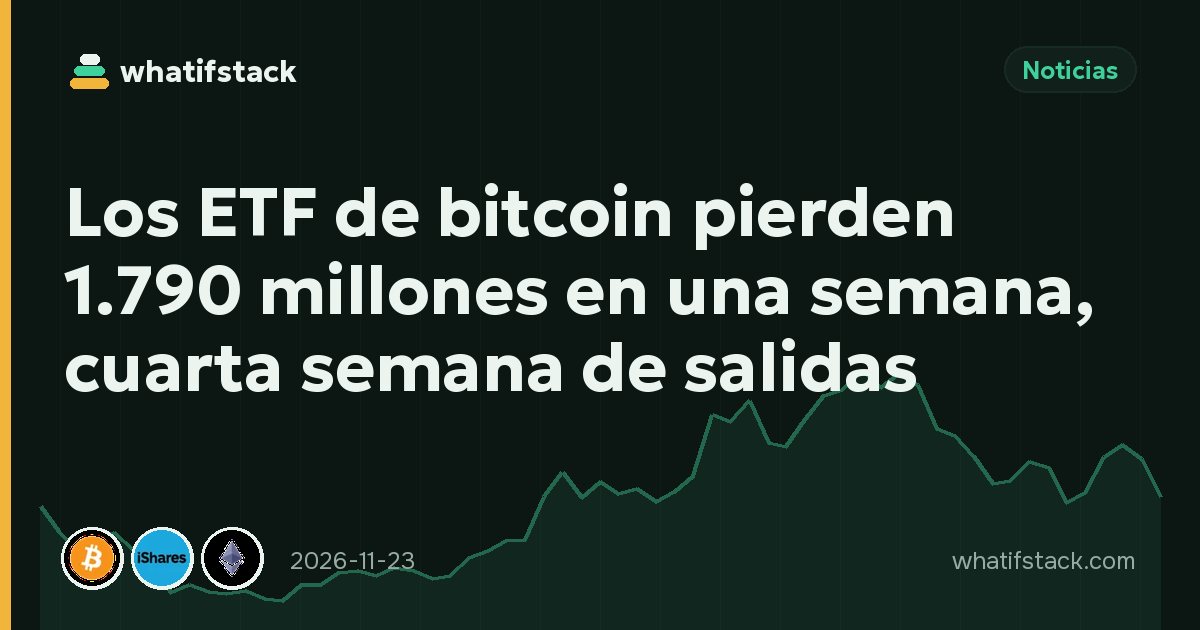 whatifstack
Noticias
Los ETF de bitcoin pierden
1.790 millones en una semana,
cuarta semana de salidas
iShares
2026-11-23
whatifstack.com